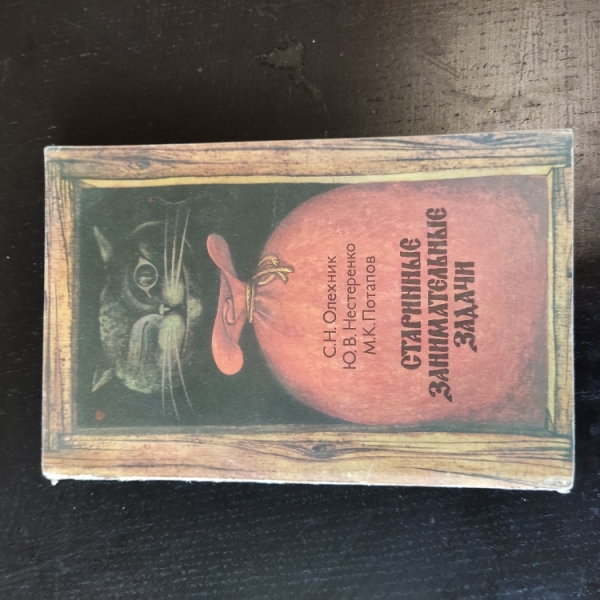 С.Н.Олехник
Ю.В.Нестеренко
М.К.Потапов
СТАРИННЫЕ
ЗАНИМАТЕЛЬНЫЕ
ЗАДАЧИ